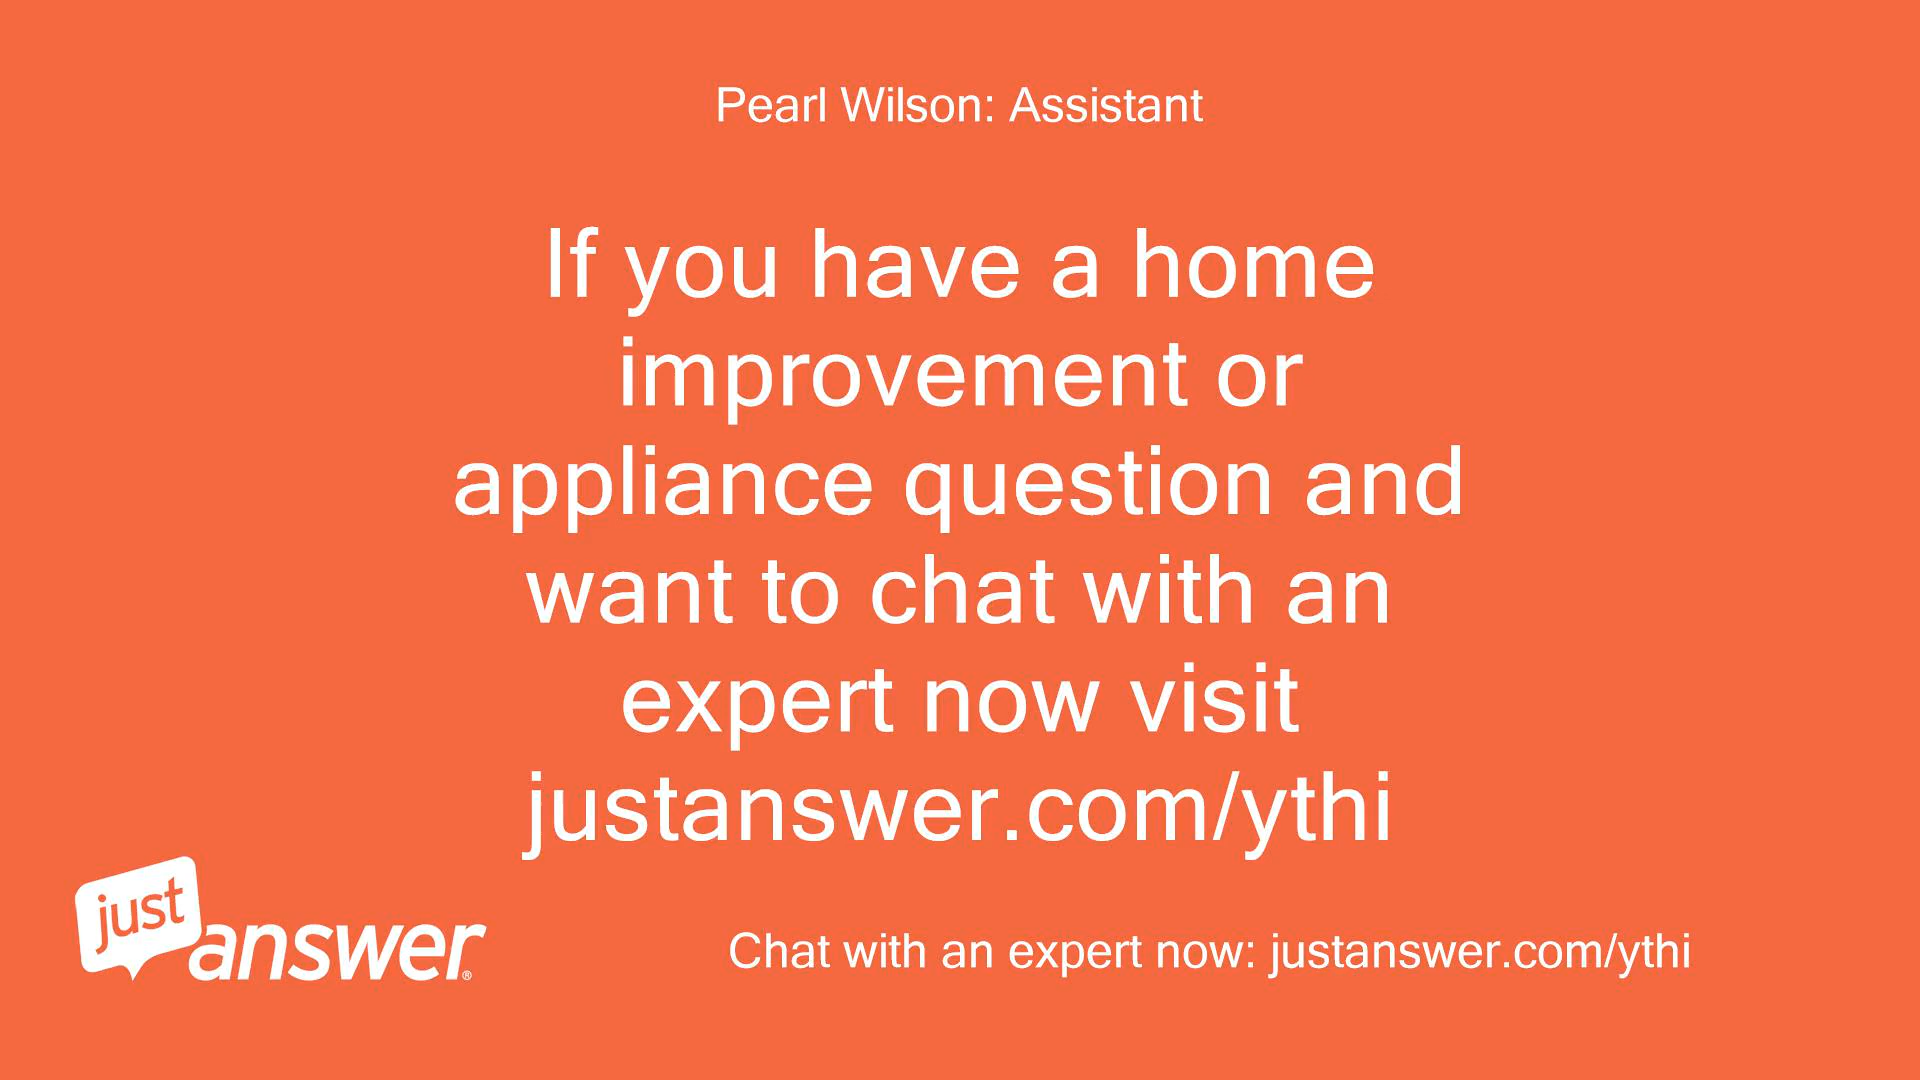 Pearl Wilson: Assistant
If you have a home
improvement or
appliance question and
want to chat with an
expert now visit
justanswer.com/ythi
just
answer®
Chat with an expert now: justanswer.com/ythi